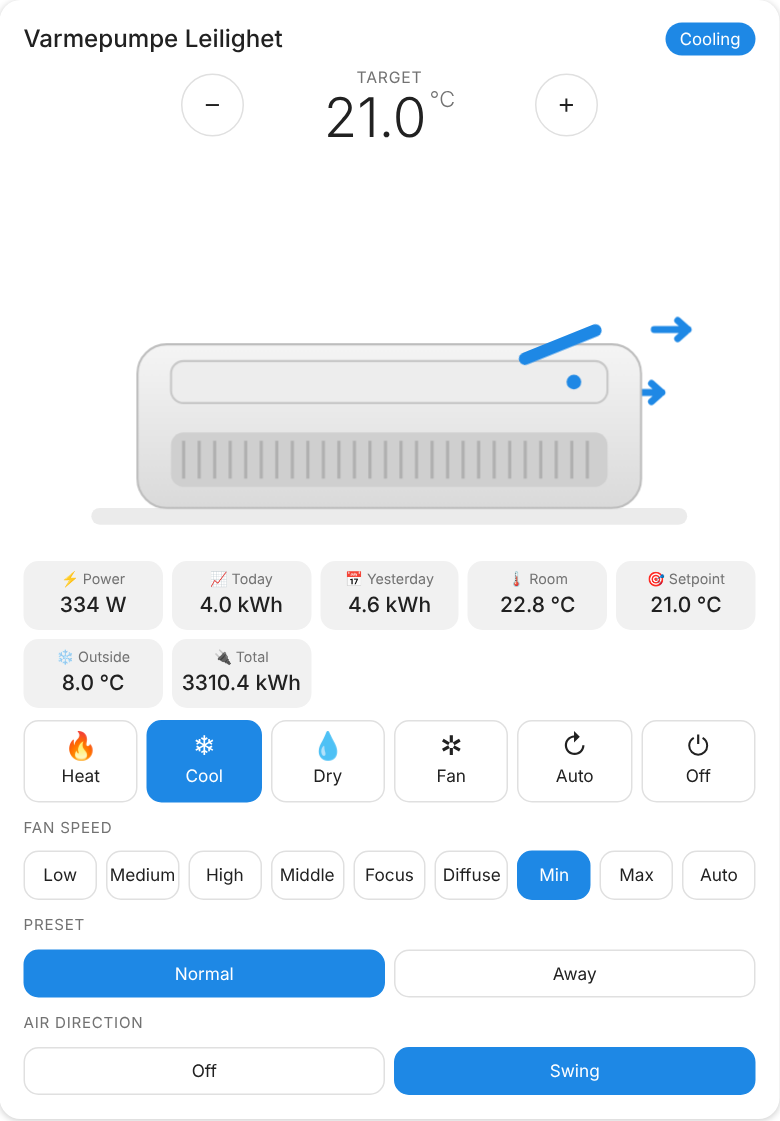 Varmepumpe Leilighet
Cooling
TARGET
− 21.0 °C +
⚡ Power
334 W
📈 Today
4.0 kWh
📅 Yesterday
4.6 kWh
🌡️ Room
22.8 °C
🎯 Setpoint
21.0 °C
❄️ Outside
8.0 °C
🔌 Total
3310.4 kWh
Heat
Cool
Dry
Fan
Auto
Off
FAN SPEED
Low
Medium
High
Middle
Focus
Diffuse
Min
Max
Auto
PRESET
Normal
Away
AIR DIRECTION
Off
Swing